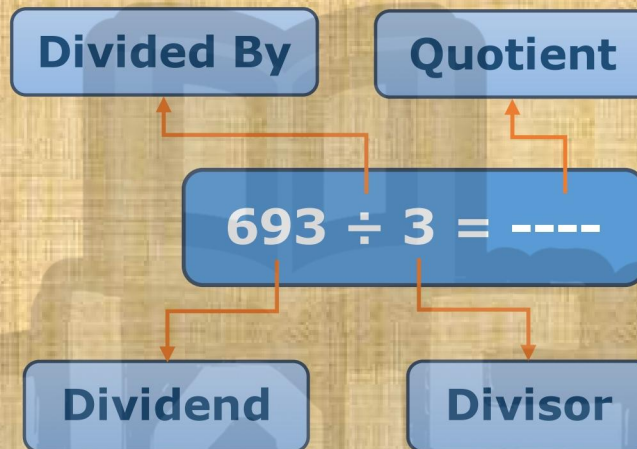 Divided By
Quotient
693 ÷ 3 = ----
Dividend
Divisor